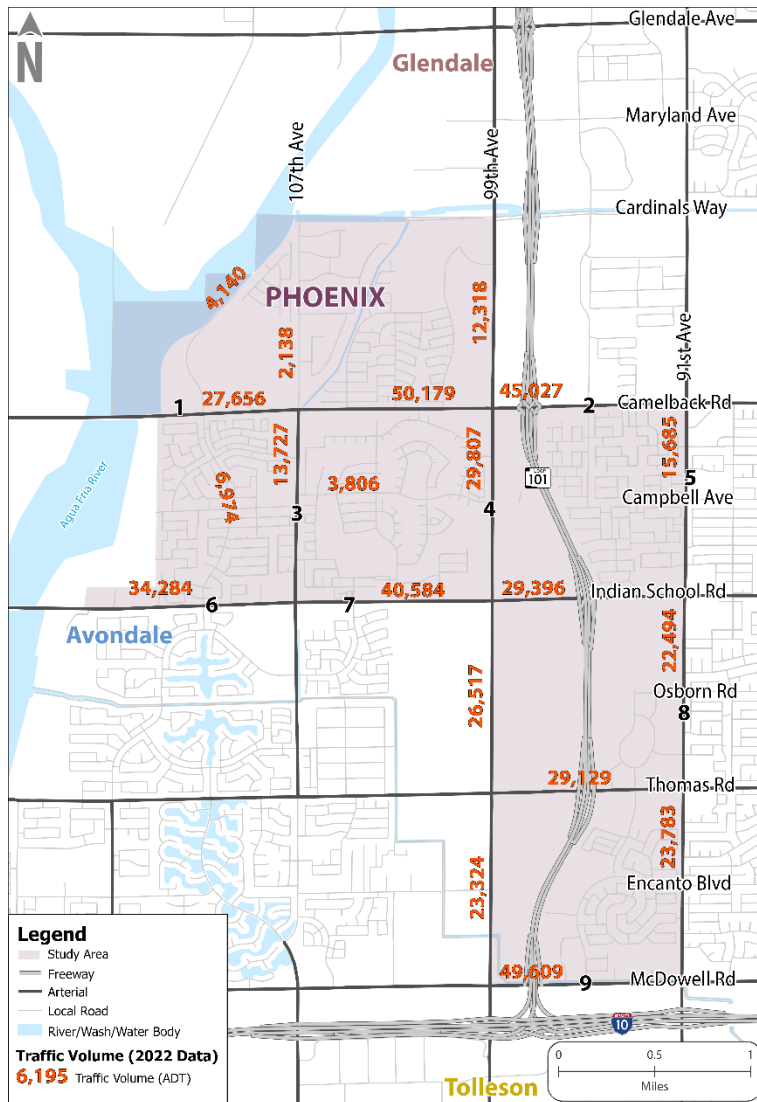 Glendale Ave
N
Glendale
Maryland Ave
107th Ave
99th Ave
Cardinals Way
4,140
PHOENIX
12,318
2,138
91st Ave
27,656
50,179
45,027
1
2
Camelback Rd
13,727
29,807
15,685
6,974
3,806
LOOP
101
5
Campbell Ave
3
4
Agua Fria River
34,284
40,584
29,396
Indian School Rd
6
7
22,494
Avondale
26,517
Osborn Rd
8
29,129
Thomas Rd
23,783
23,324
Encanto Blvd
49,609
9
McDowell Rd
10
Legend
Study Area
Freeway
Arterial
Local Road
River/Wash/Water Body
Traffic Volume (2022 Data)
6,195 Traffic Volume (ADT)
0 0.5 1
Miles
Tolleson